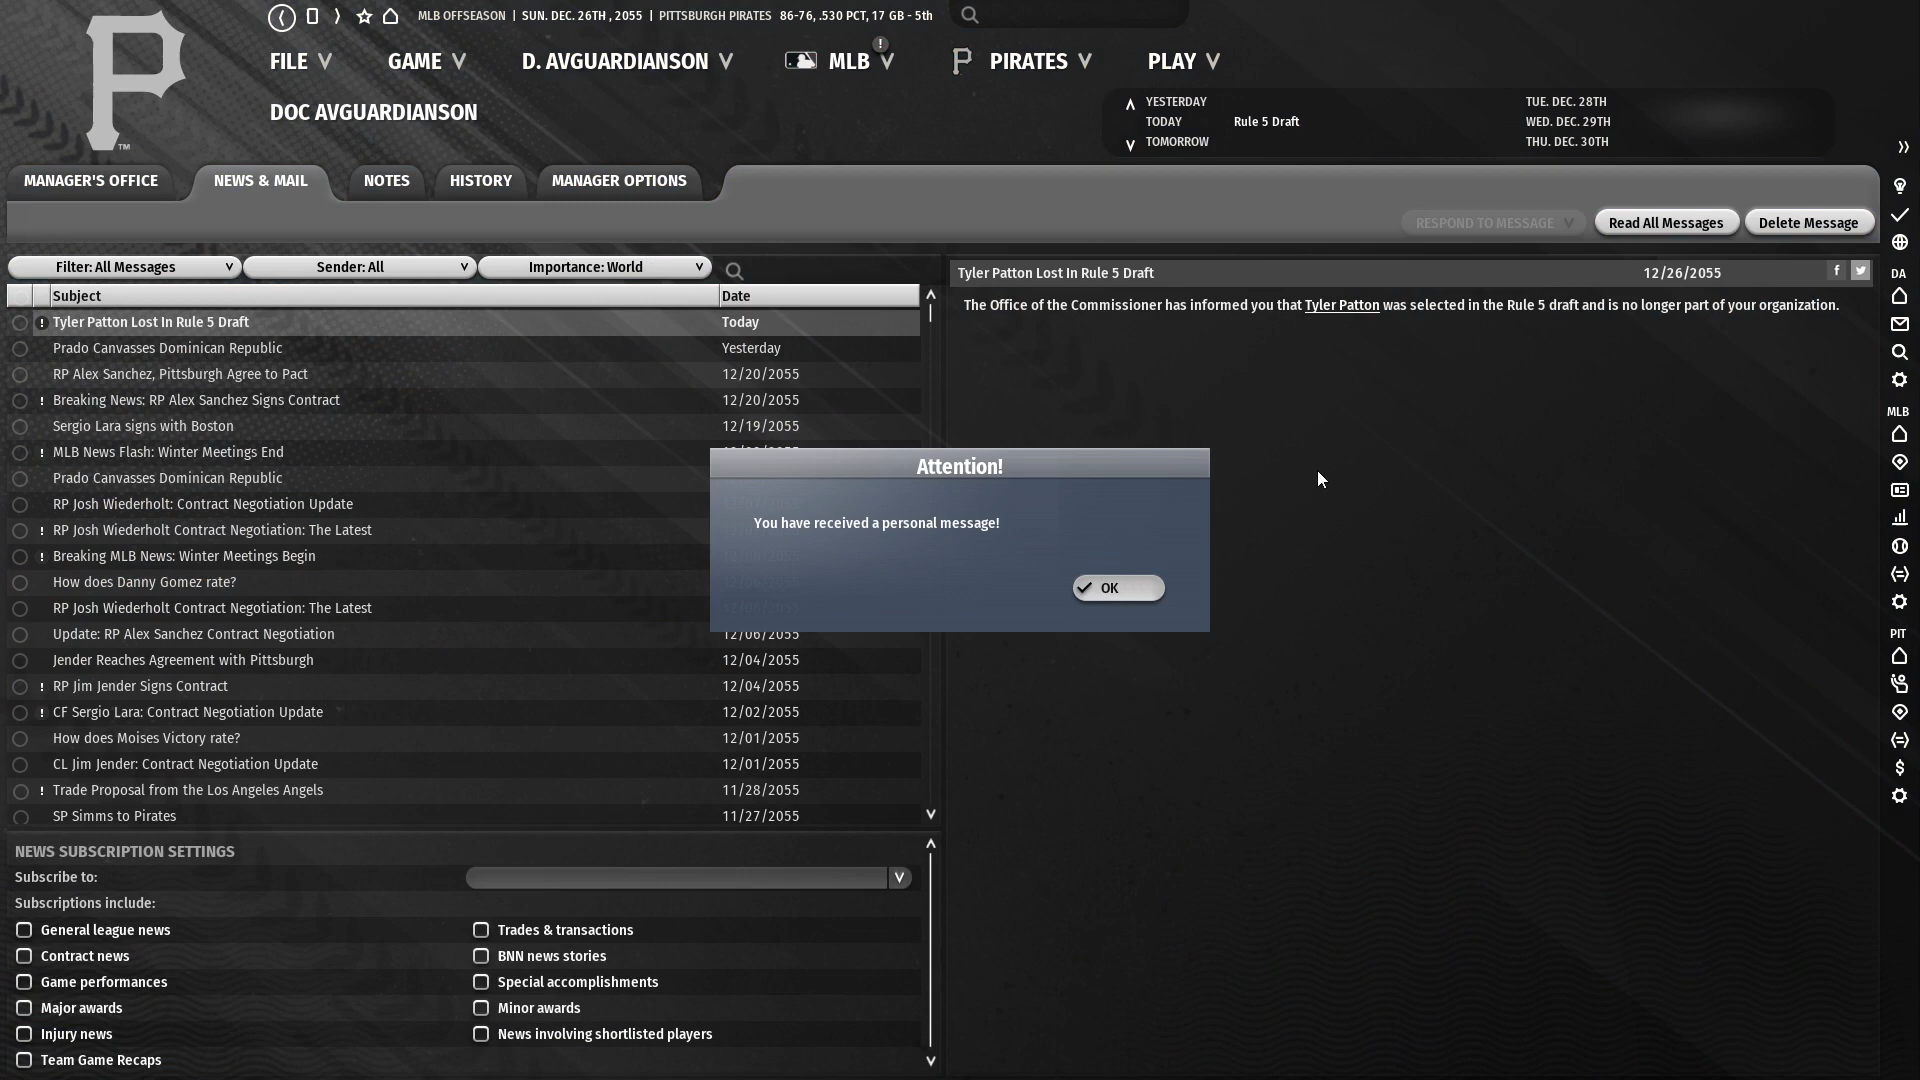 MLB OFFSEASON | SUN. DEC. 26TH , 2055 | PITTSBURGH PIRATES 86-76, .530 PCT, 17 GB - 5th
FILE GAME D. AVGUARDIANSON MLB ! PIRATES PLAY
DOC AVGUARDIANSON
YESTERDAY
TODAY Rule 5 Draft
TOMORROW
TUE. DEC. 28TH
WED. DEC. 29TH
THU. DEC. 30TH
P
TM
MANAGER'S OFFICE NEWS & MAIL NOTES HISTORY MANAGER OPTIONS
RESPOND TO MESSAGE Read All Messages Delete Message
Filter: All Messages Sender: All Importance: World
Subject Date
! Tyler Patton Lost In Rule 5 Draft Today
Prado Canvasses Dominican Republic Yesterday
RP Alex Sanchez, Pittsburgh Agree to Pact 12/20/2055
! Breaking News: RP Alex Sanchez Signs Contract 12/20/2055
Sergio Lara signs with Boston 12/19/2055
! MLB News Flash: Winter Meetings End
Prado Canvasses Dominican Republic
RP Josh Wiederholt: Contract Negotiation Update
! RP Josh Wiederholt Contract Negotiation: The Latest
! Breaking MLB News: Winter Meetings Begin
How does Danny Gomez rate?
RP Josh Wiederholt Contract Negotiation: The Latest
Update: RP Alex Sanchez Contract Negotiation 12/06/2055
Jender Reaches Agreement with Pittsburgh 12/04/2055
! RP Jim Jender Signs Contract 12/04/2055
! CF Sergio Lara: Contract Negotiation Update 12/02/2055
How does Moises Victory rate? 12/01/2055
CL Jim Jender: Contract Negotiation Update 12/01/2055
! Trade Proposal from the Los Angeles Angels 11/28/2055
SP Simms to Pirates 11/27/2055
Tyler Patton Lost In Rule 5 Draft 12/26/2055 f
The Office of the Commissioner has informed you that Tyler Patton was selected in the Rule 5 draft and is no longer part of your organization.
Attention!
You have received a personal message!
OK
NEWS SUBSCRIPTION SETTINGS
Subscribe to:
Subscriptions include:
General league news Trades & transactions
Contract news BNN news stories
Game performances Special accomplishments
Major awards Minor awards
Injury news News involving shortlisted players
Team Game Recaps
DA
MLB
PIT
$